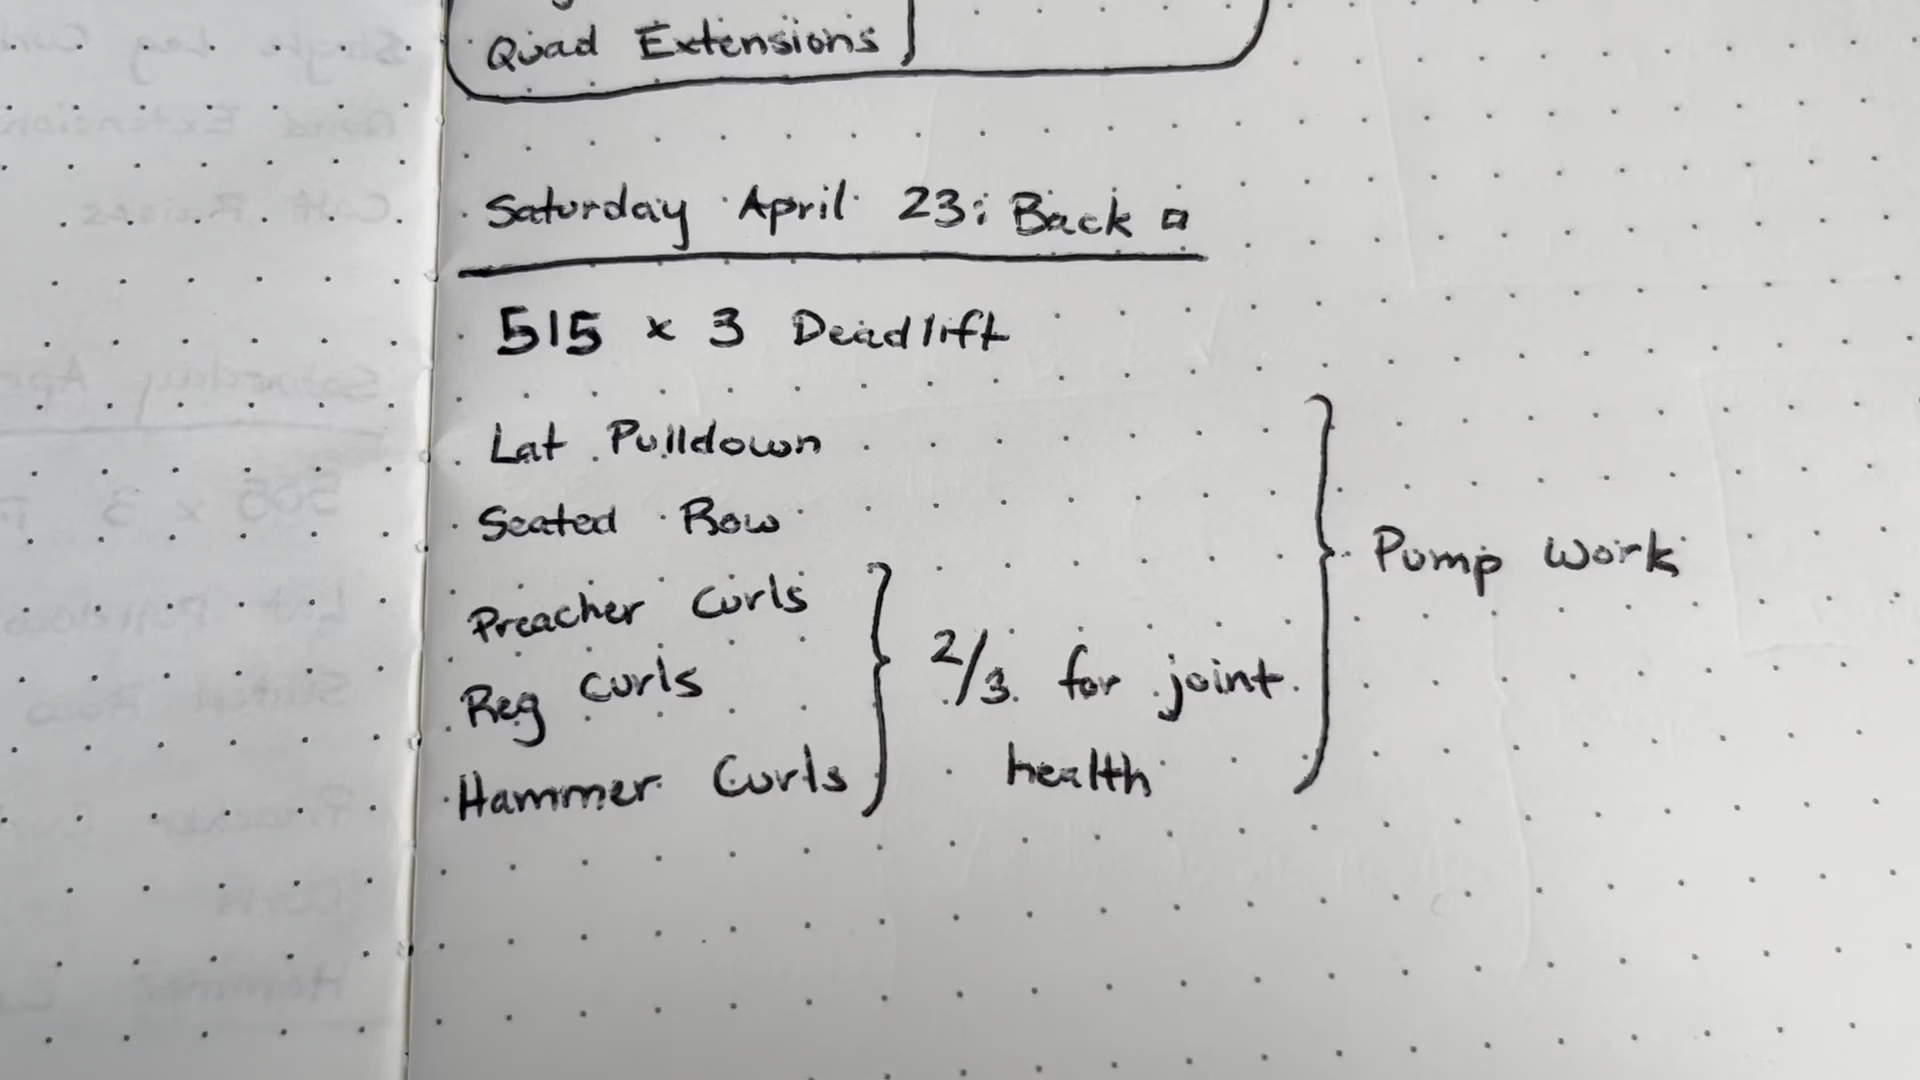 Quad Extensions
Saturday April 23: Back
515 x 3 Deadlift
Lat Pulldown
Seated Row
Preacher Curls
Reg Curls
Hammer Curls
2/3 for joint
health
Pump Work